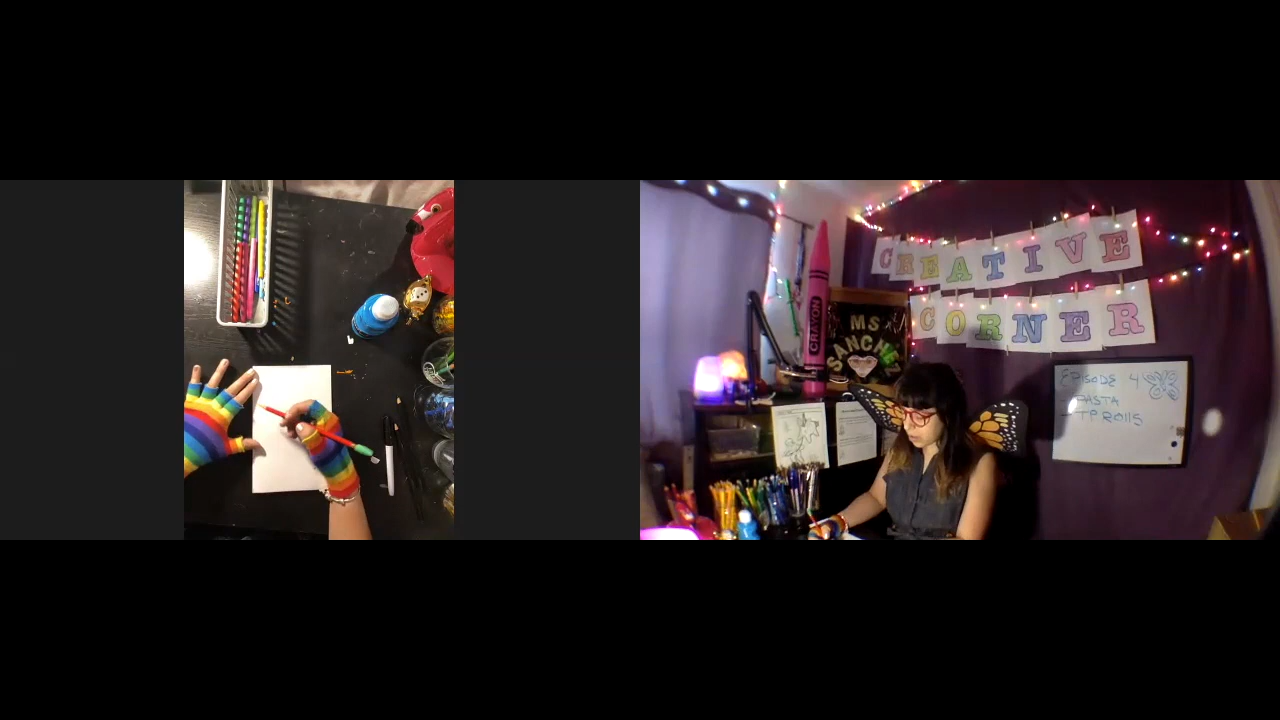 CREATIVE
CORNER
CRAYON
MS
SANCHEZ
EPISODE 4
PASTA
TP ROLLS